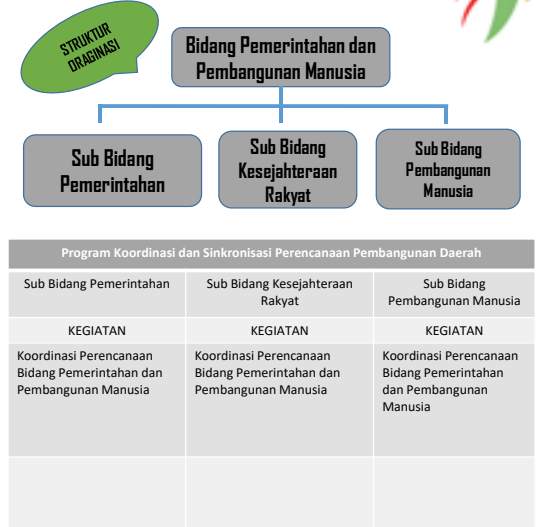 STRUKTUR
ORAGINASI
Bidang Pemerintahan dan
Pembangunan Manusia
Sub Bidang
Pemerintahan
Sub Bidang
Kesejahteraan
Rakyat
Sub Bidang
Pembangunan
Manusia
Program Koordinasi dan Sinkronisasi Perencanaan Pembangunan Daerah
Sub Bidang Pemerintahan
Sub Bidang Kesejahteraan
Rakyat
Sub Bidang
Pembangunan Manusia
KEGIATAN
KEGIATAN
KEGIATAN
Koordinasi Perencanaan
Bidang Pemerintahan dan
Pembangunan Manusia
Koordinasi Perencanaan
Bidang Pemerintahan dan
Pembangunan Manusia
Koordinasi Perencanaan
Bidang Pemerintahan
dan Pembangunan
Manusia